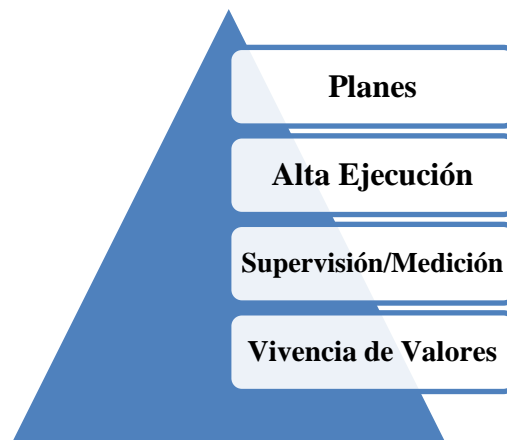 Planes
Alta Ejecución
Supervisión/Medición
Vivencia de Valores